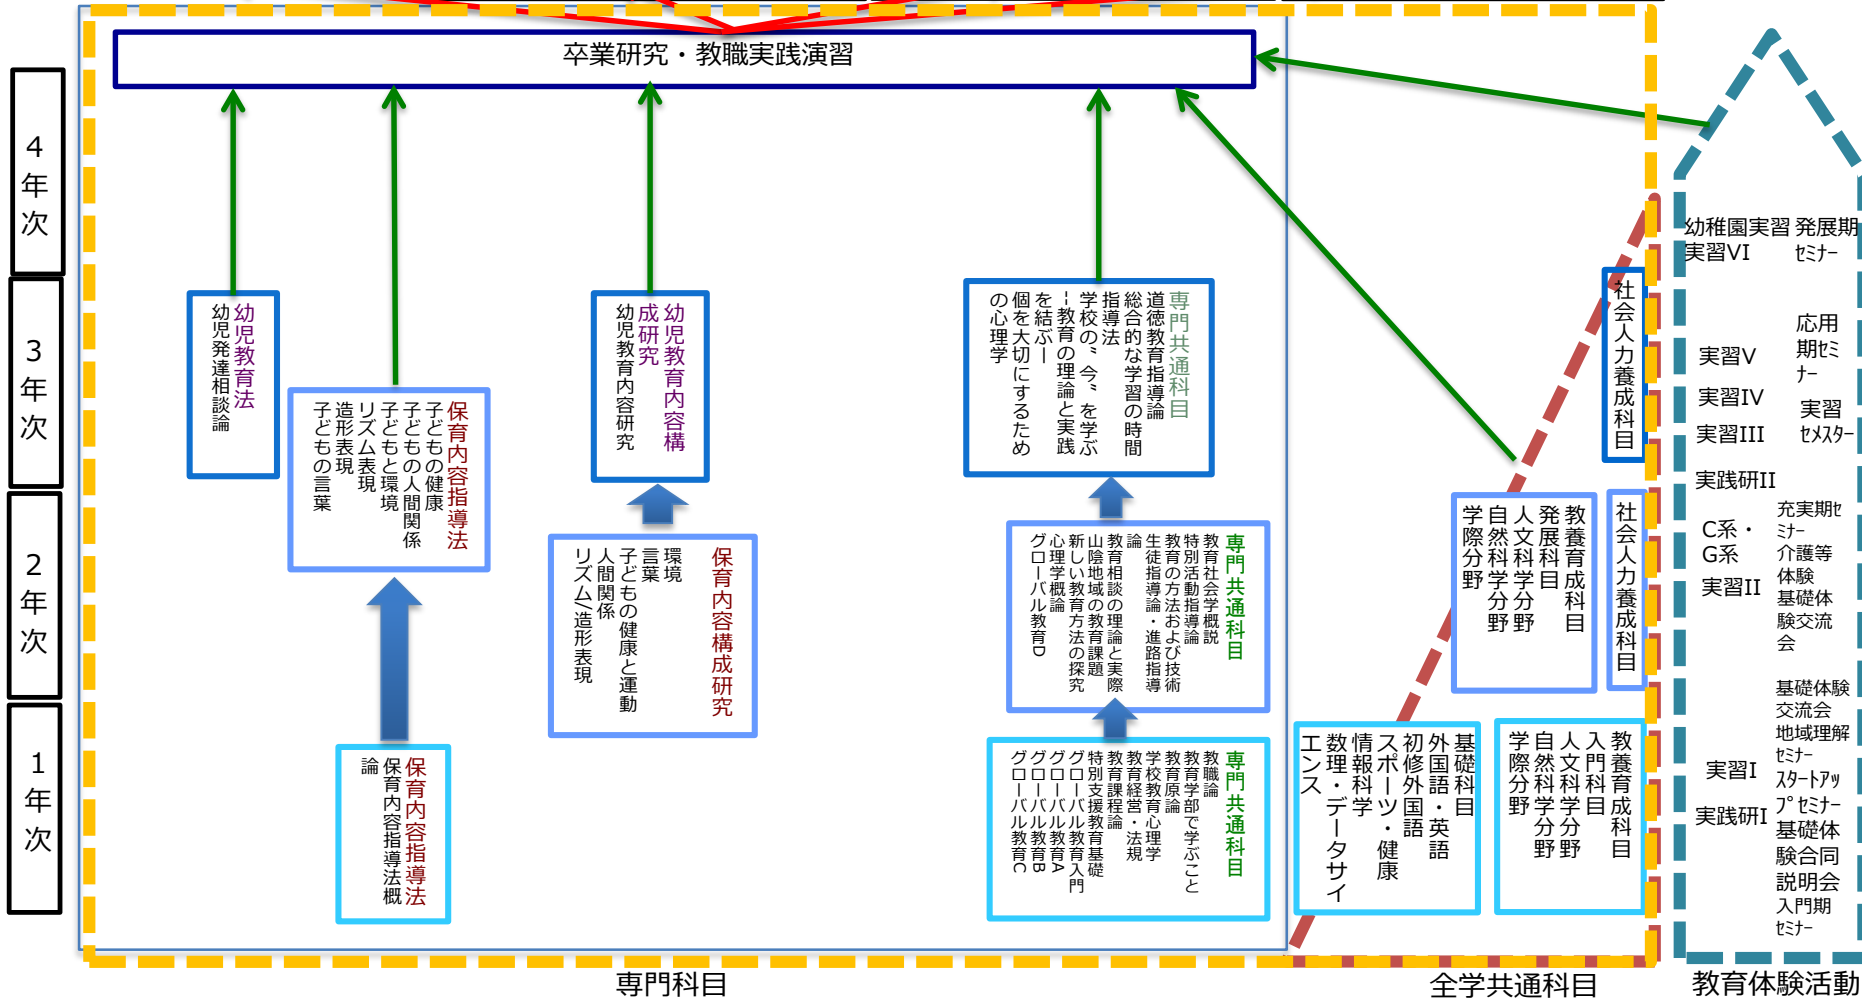 卒業研究・教職実践演習
4
年
次
3
年
次
2
年
次
1
年
次
幼児教育法
幼児発達相談論
保育内容指導法
子どもの健康
子どもの人間関係
子どもと環境
リズム表現
造形表現
子どもの言葉
幼児教育内容構
成研究
幼児教育内容研究
専門共通科目
道徳教育指導論
総合的な学習の時間
指導法
学校の〝今〟を学ぶ
-教育の理論と実践
を結ぶー
個を大切にするため
の心理学
保育内容構成研究
環境
言葉
子どもの健康と運動
人間関係
リズム/造形表現
専門共通科目
教育社会学概説
特別活動指導論
教育の方法および技術
生徒指導論・進路指導
論
教育相談の理論と実際
山陰地域の教育課題
新しい教育方法の探究
心理学概論
グローバル教育D
保育内容指導法
保育内容指導法概
論
専門共通科目
教職論
教育学部で学ぶこと
教育原論
学校教育心理学
教育経営・法規
教育課程論
特別支援教育基礎
グローバル教育入門
グローバル教育A
グローバル教育B
グローバル教育C
社会人力養成科目
教養育成科目
発展科目
人文科学分野
自然科学分野
学際分野
社会人力養成科目
基礎科目
外国語・英語
初修外国語
スポーツ・健康
情報科学
数理・データサイ
エンス
教養育成科目
入門科目
人文科学分野
自然科学分野
学際分野
幼稚園実習
実習VI
発展期
ｾﾐﾅｰ
実習V
実習IV
実習III
実践研II
応用
期ｾﾐ
ﾅｰ
実習
ｾﾒｽﾀｰ
C系・
G系
実習II
充実期ｾ
ﾐﾅｰ
介護等
体験
基礎体
験交流
会
実習I
実践研I
基礎体験
交流会
地域理解
ｾﾐﾅｰ
ｽﾀｰﾄｱｯ
ﾌﾟｾﾐﾅｰ
基礎体
験合同
説明会
入門期
ｾﾐﾅｰ
専門科目
全学共通科目
教育体験活動